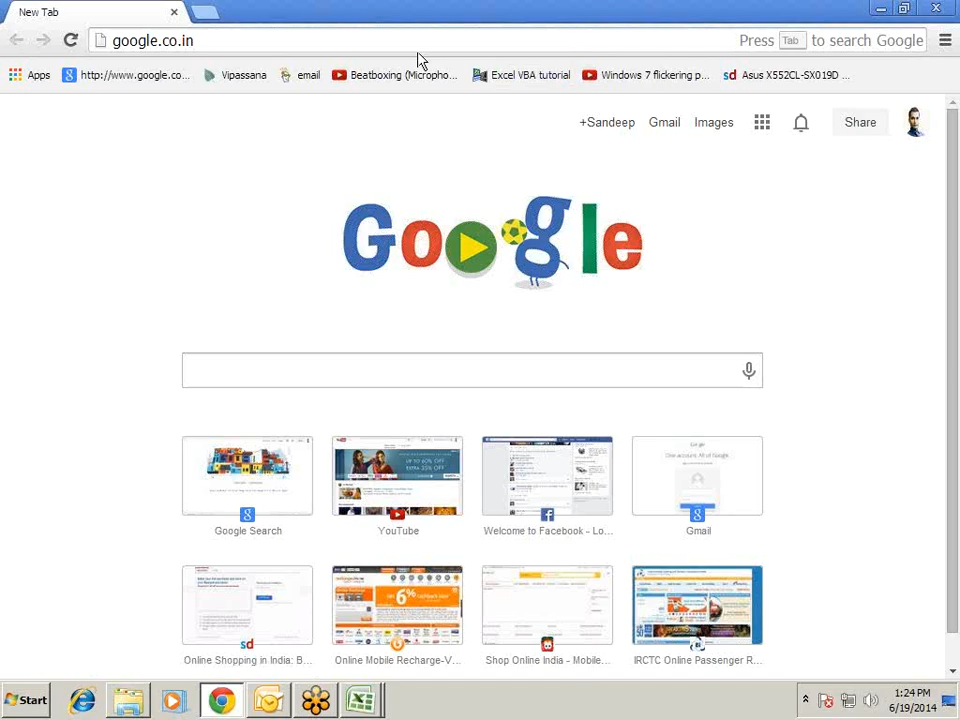 New Tab
google.co.in
Press Tab to search Google
Apps
http://www.google.co...
Vipassana
email
Beatboxing (Micropho...
Excel VBA tutorial
Windows 7 flickering p...
Asus X552CL-SX019D ...
+Sandeep
Gmail
Images
Share
Google
Google Search
YouTube
Welcome to Facebook - Lo...
Gmail
Online Shopping in India: B...
Online Mobile Recharge-V...
Shop Online India - Mobile...
IRCTC Online Passenger R...
Start
1:24 PM
6/19/2014